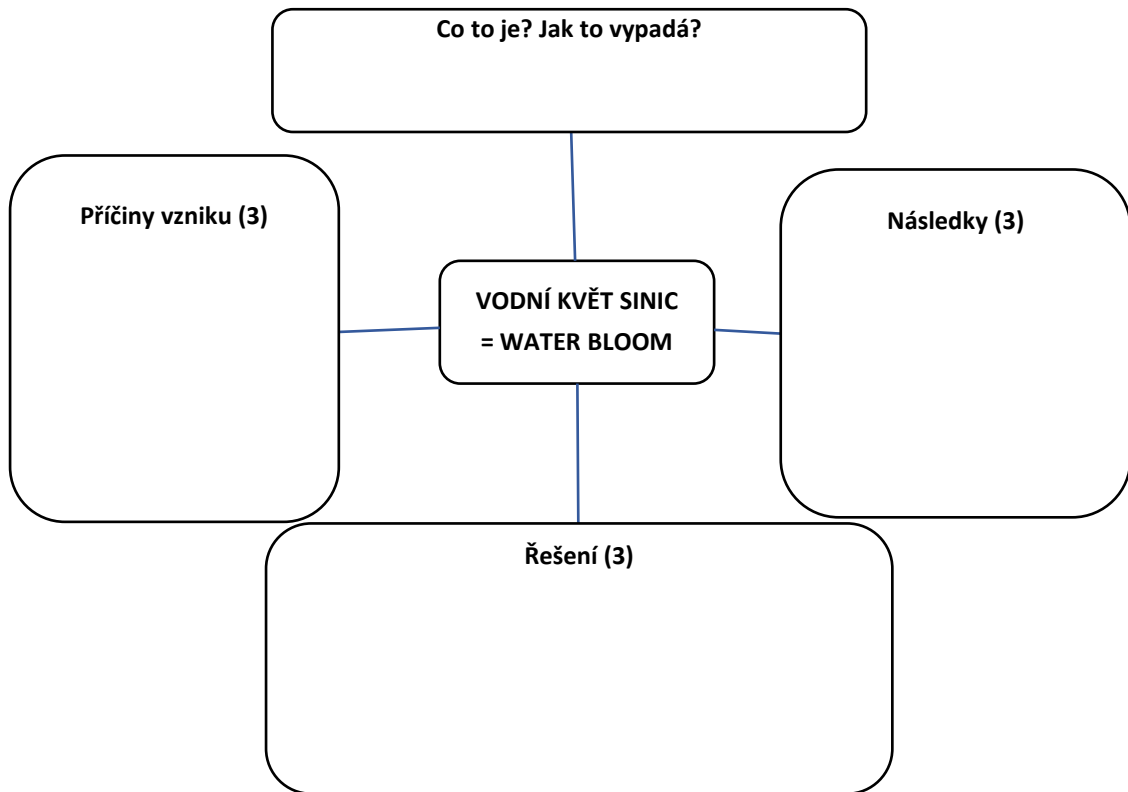 Co to je? Jak to vypadá?
Příčiny vzniku (3)
VODNÍ KVĚT SINIC
= WATER BLOOM
Následky (3)
Řešení (3)